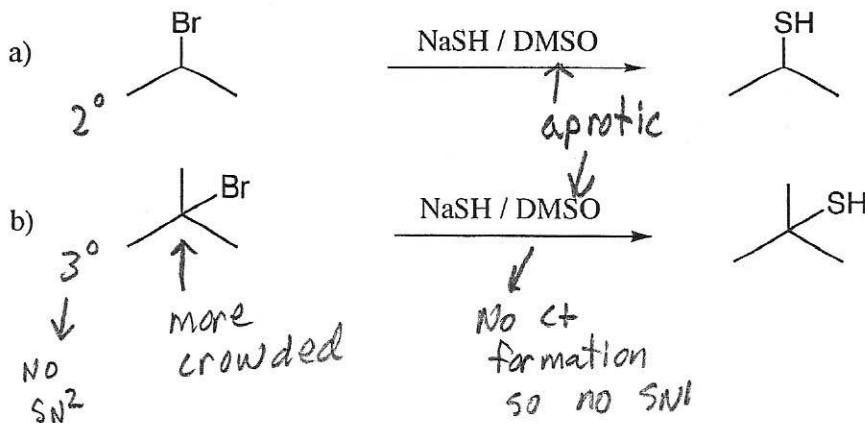 Br
SH
a)
NaSH / DMSO
2°
aprotic
Br
SH
b)
NaSH / DMSO
3°
more
crowded
No C+
formation
so no SN1
NO
SN2